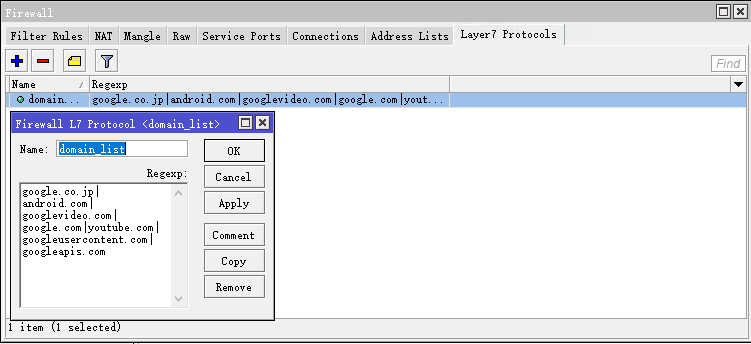 Firewall
Filter Rules NAT Mangle Raw Service Ports Connections Address Lists Layer7 Protocols
Find
Name Regexp
domain... google.co.jp|android.com|googlevideo.com|google.com|yout...
Firewall L7 Protocol <domain_list>
Name: domain_list OK
Regexp: Cancel
google.co.jp|
android.com| Apply
googlevideo.com|
google.com|youtube.com| Comment
googleusercontent.com|
googleapis.com Copy
Remove
1 item (1 selected)